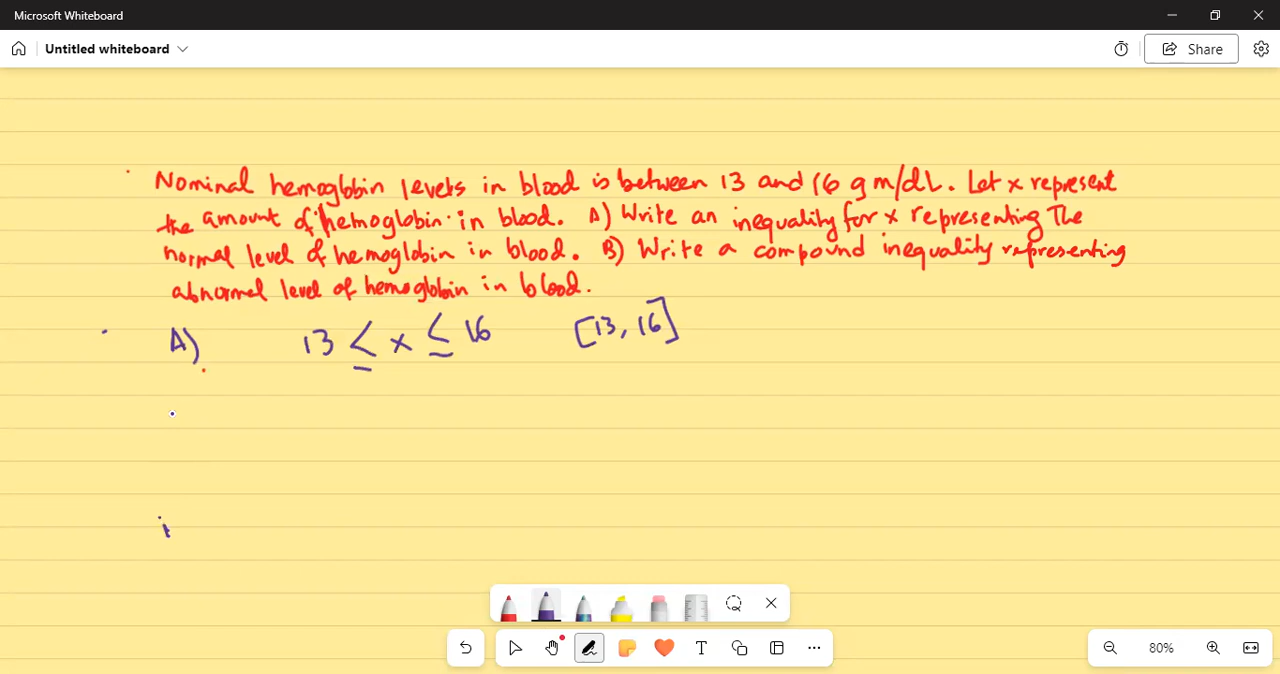 Microsoft Whiteboard
Untitled whiteboard
Share
Nominal hemoglobin levels in blood is between 13 and 16 gm/dL. Let x represent
the amount of hemoglobin in blood. A) Write an inequality for x representing The
normal level of hemoglobin in blood. B) Write a compound inequality representing
abnormal level of hemoglobin in blood.
A) 13 ≤ x ≤ 16 [13, 16]
80%